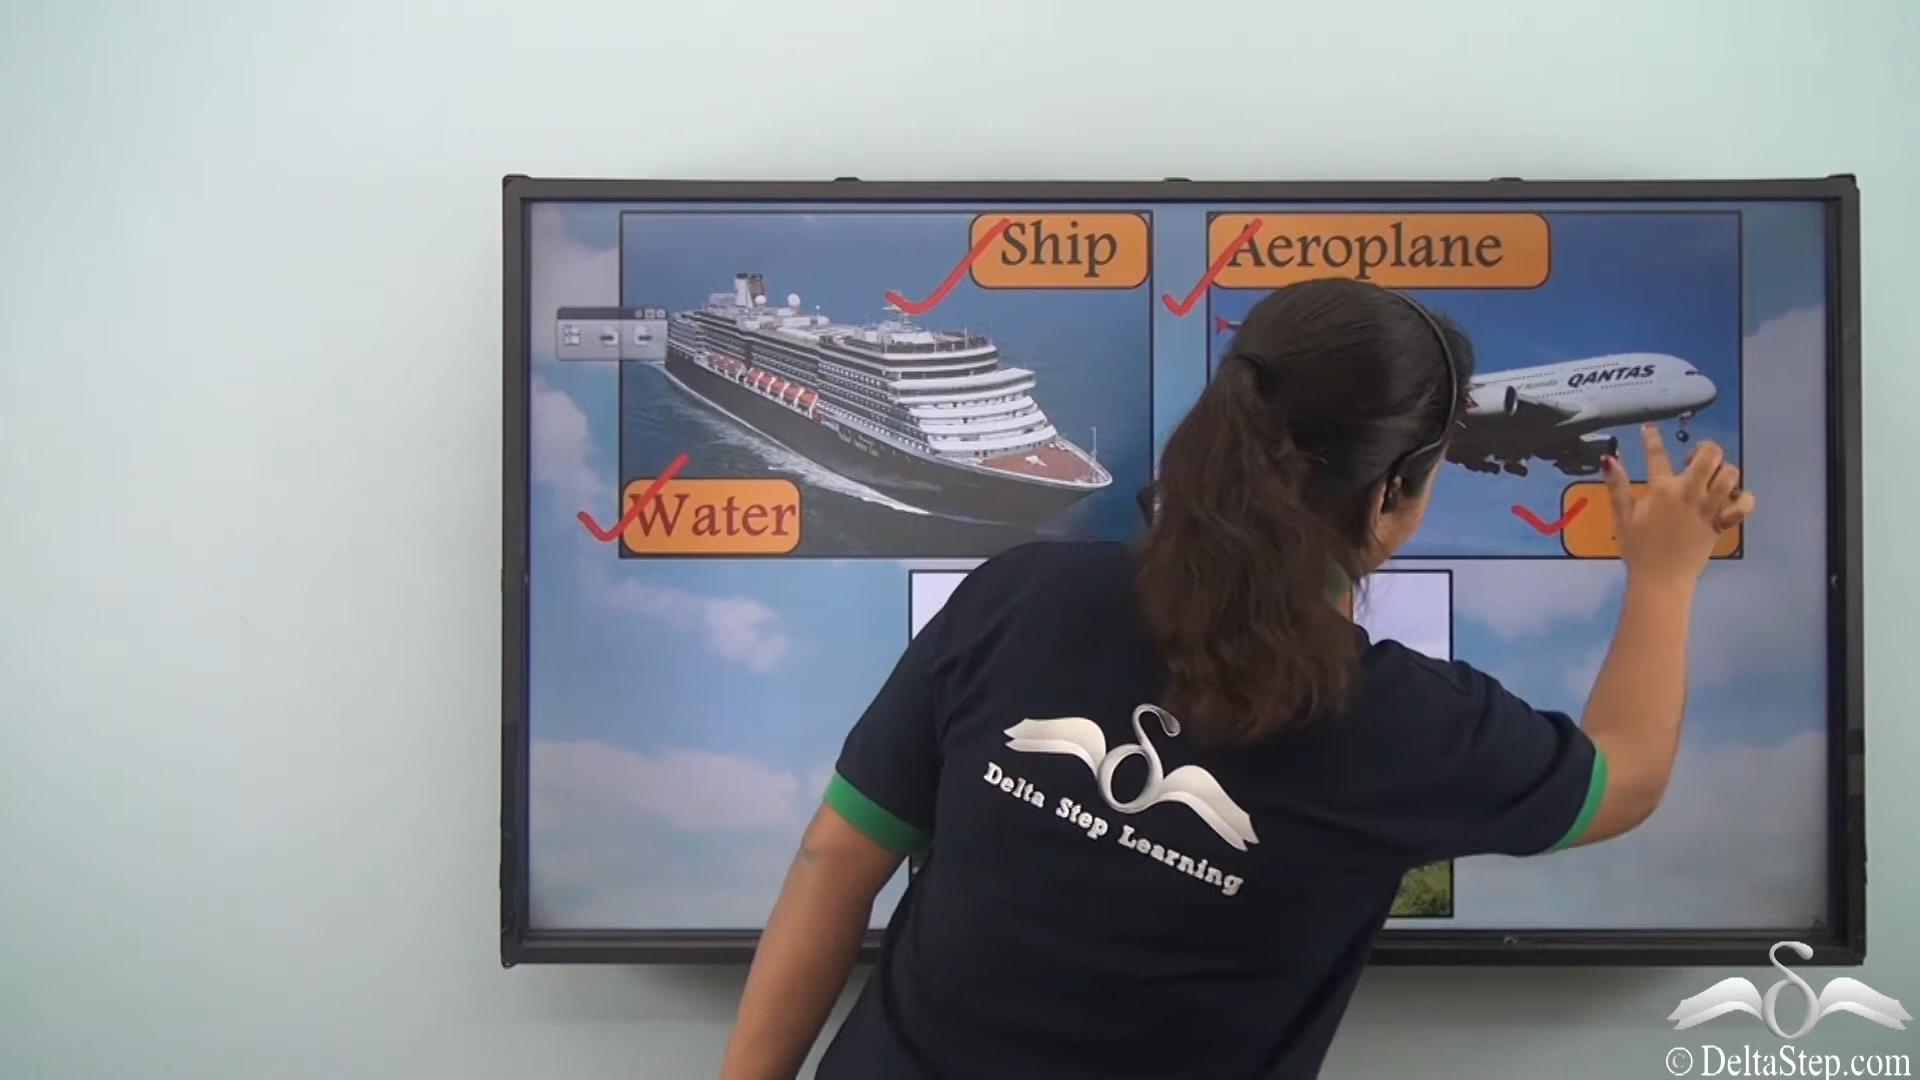 Ship
Aeroplane
QANTAS
Water
Delta Step Learning
© DeltaStep.com